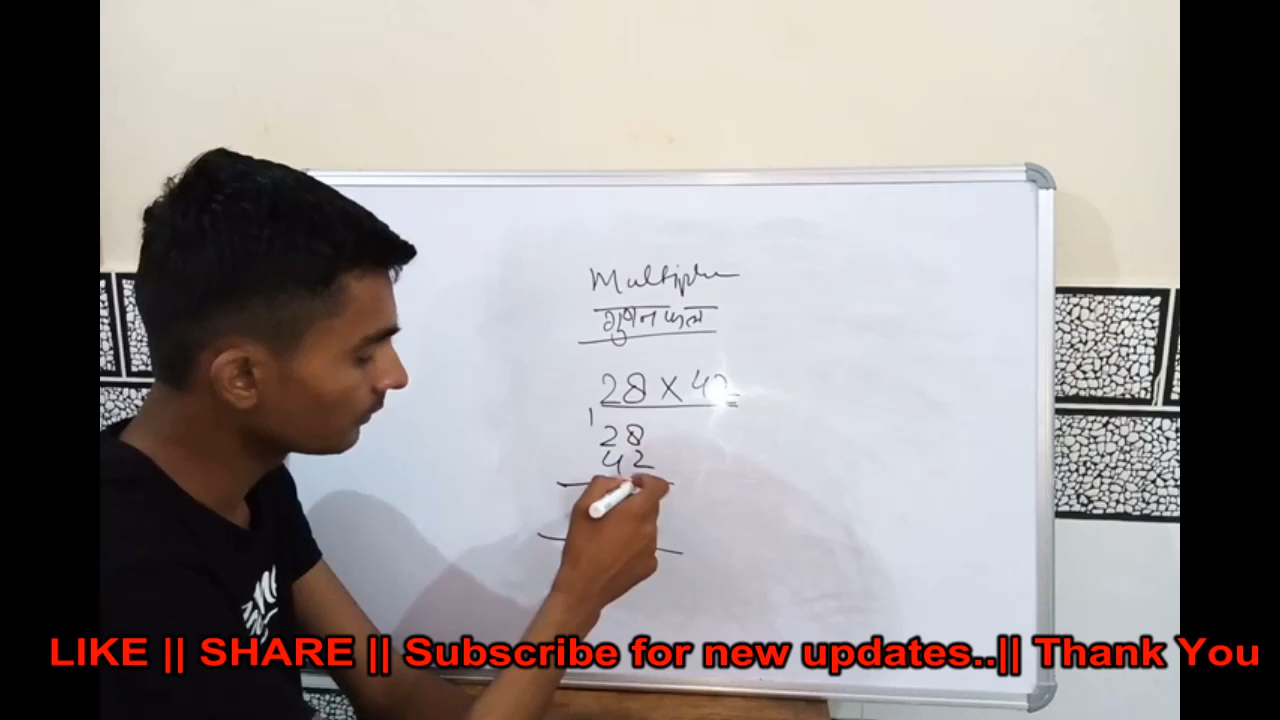 Multiple
गुणनफल
28 x 42
1
28
42
LIKE || SHARE || Subscribe for new updates..|| Thank You